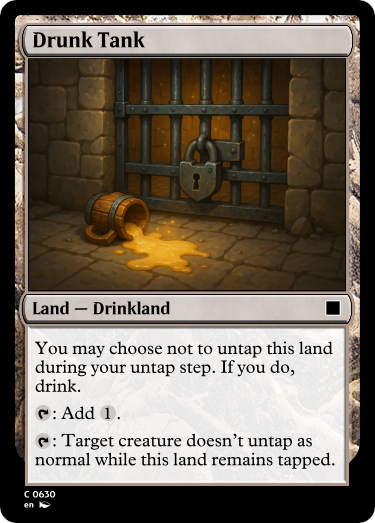 Drunk Tank
Land — Drinkland
You may choose not to untap this land
during your untap step. If you do,
drink.
: Add 1.
: Target creature doesn't untap as
normal while this land remains tapped.
C 0630
en